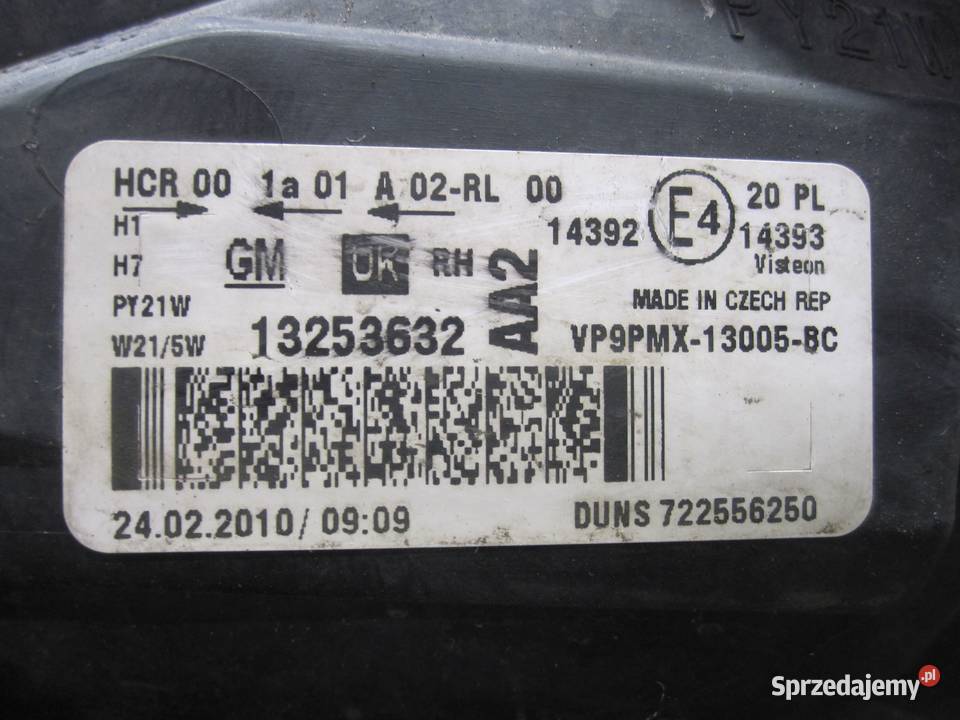 PY21W
HCR 00 1a 01 A 02-RL 00
14392 E4 20 PL
14393
H1
H7
PY21W
W21/5W
GM UK RH AA2
Visteon
MADE IN CZECH REP
13253632
VP9PMX-13005-BC
24.02.2010/ 09:09
DUNS 722556250
Sprzedajemy.pl